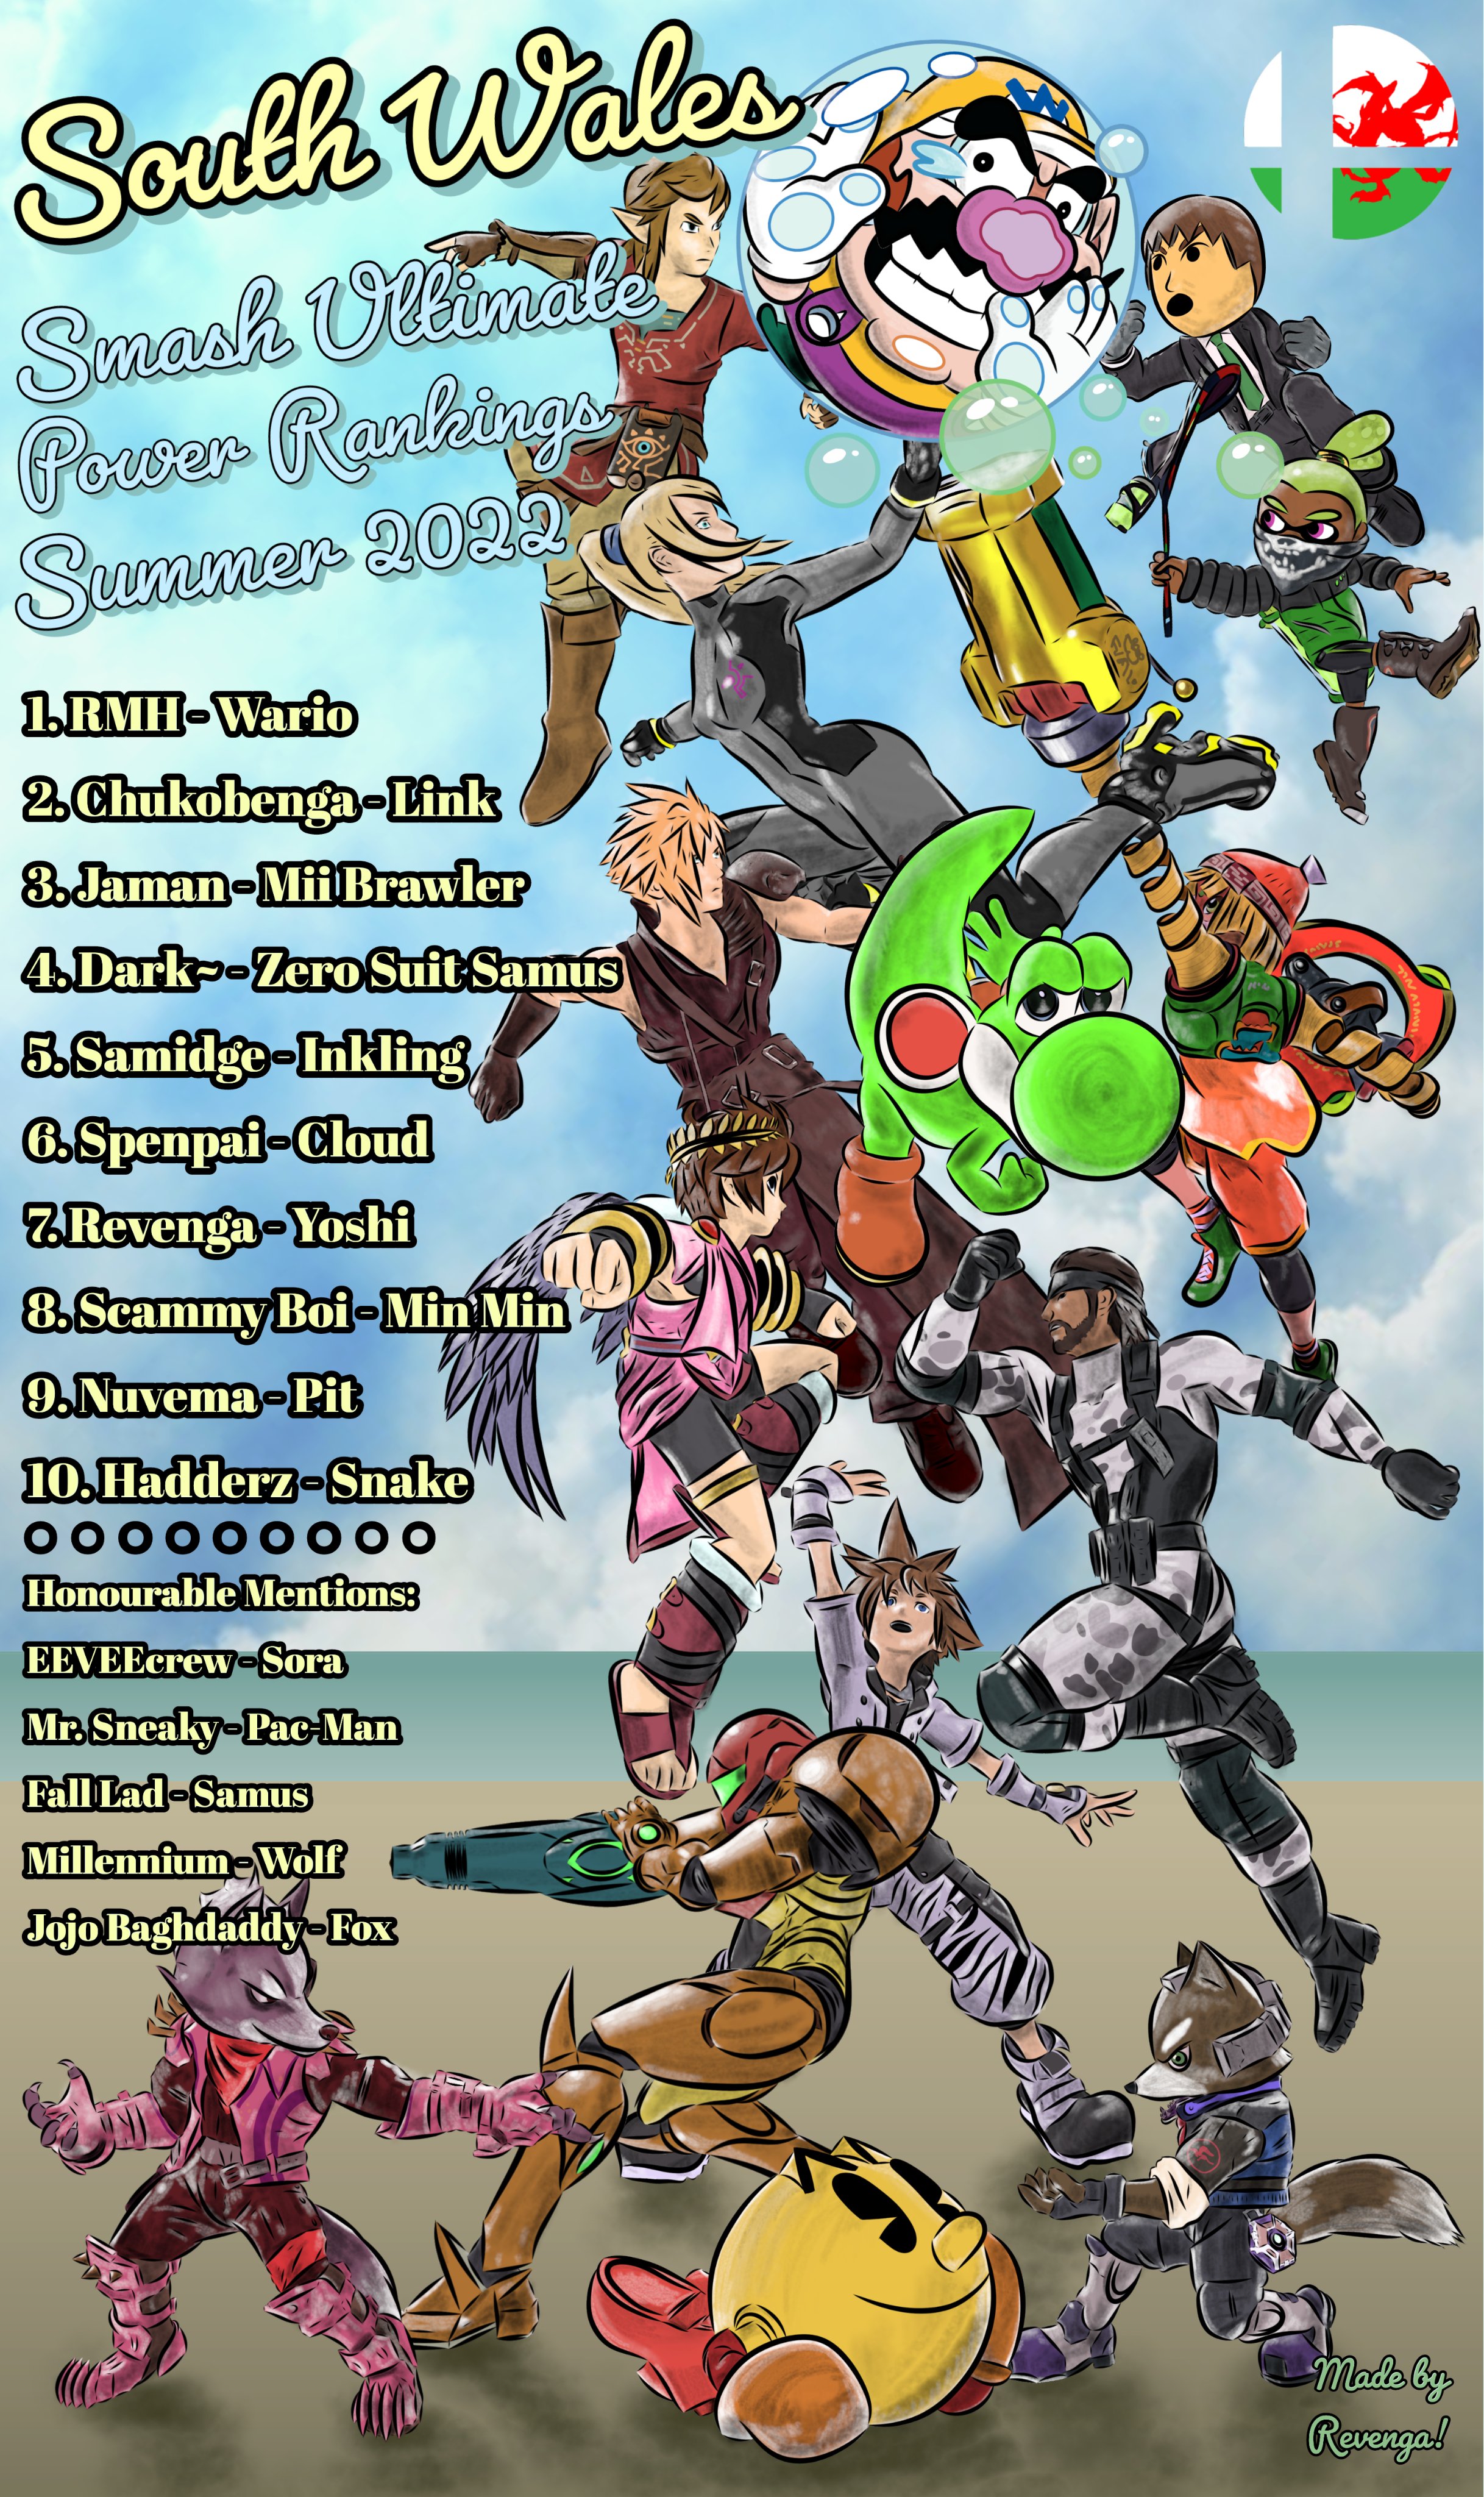 South Wales
Smash Ultimate
Power Rankings
Summer 2022
1. RMH - Wario
2. Chukobenga - Link
3. Jaman - Mii Brawler
4. Dark~ - Zero Suit Samus
5. Samidge - Inkling
6. Spenpai - Cloud
7. Revenga - Yoshi
8. Scammy Boi - Min Min
9. Nuvema - Pit
10. Hadderz - Snake
Honourable Mentions:
EEVEEcrew - Sora
Mr. Sneaky - Pac-Man
Fall Lad - Samus
Millennium - Wolf
Jojo Baghdaddy - Fox
Made by
Revenga!